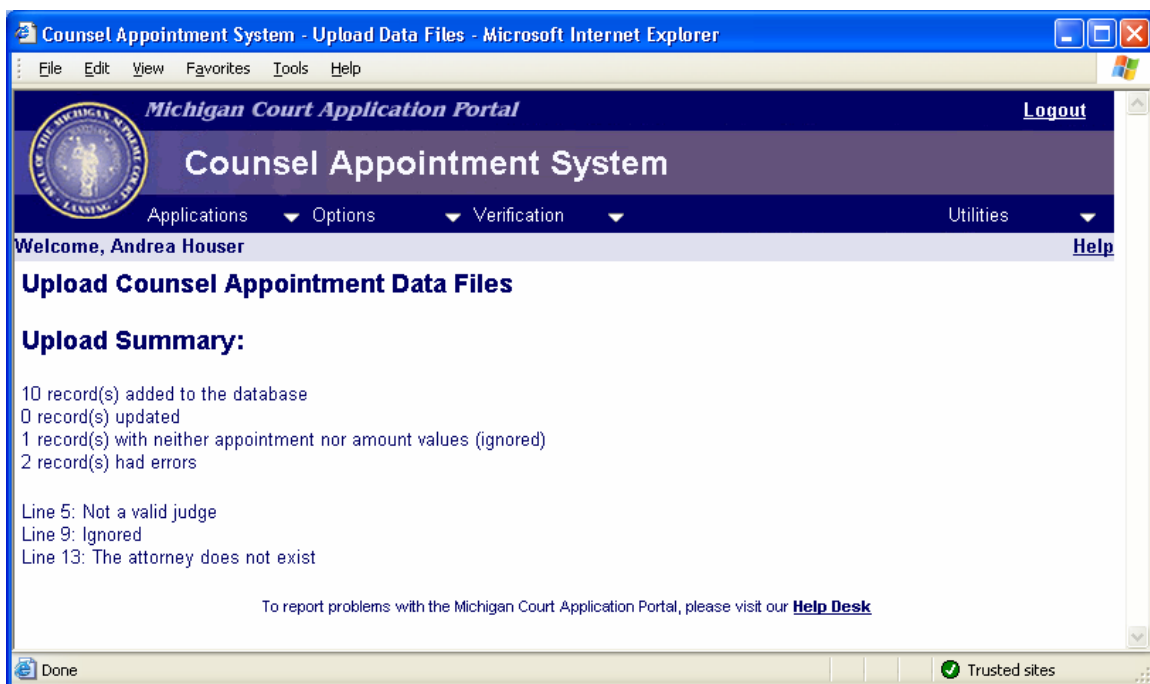 Counsel Appointment System - Upload Data Files - Microsoft Internet Explorer
File Edit View Favorites Tools Help
Michigan Court Application Portal Logout
Counsel Appointment System
Applications Options Verification Utilities
Welcome, Andrea Houser Help
Upload Counsel Appointment Data Files
Upload Summary:
10 record(s) added to the database
0 record(s) updated
1 record(s) with neither appointment nor amount values (ignored)
2 record(s) had errors
Line 5: Not a valid judge
Line 9: Ignored
Line 13: The attorney does not exist
To report problems with the Michigan Court Application Portal, please visit our Help Desk
Done Trusted sites